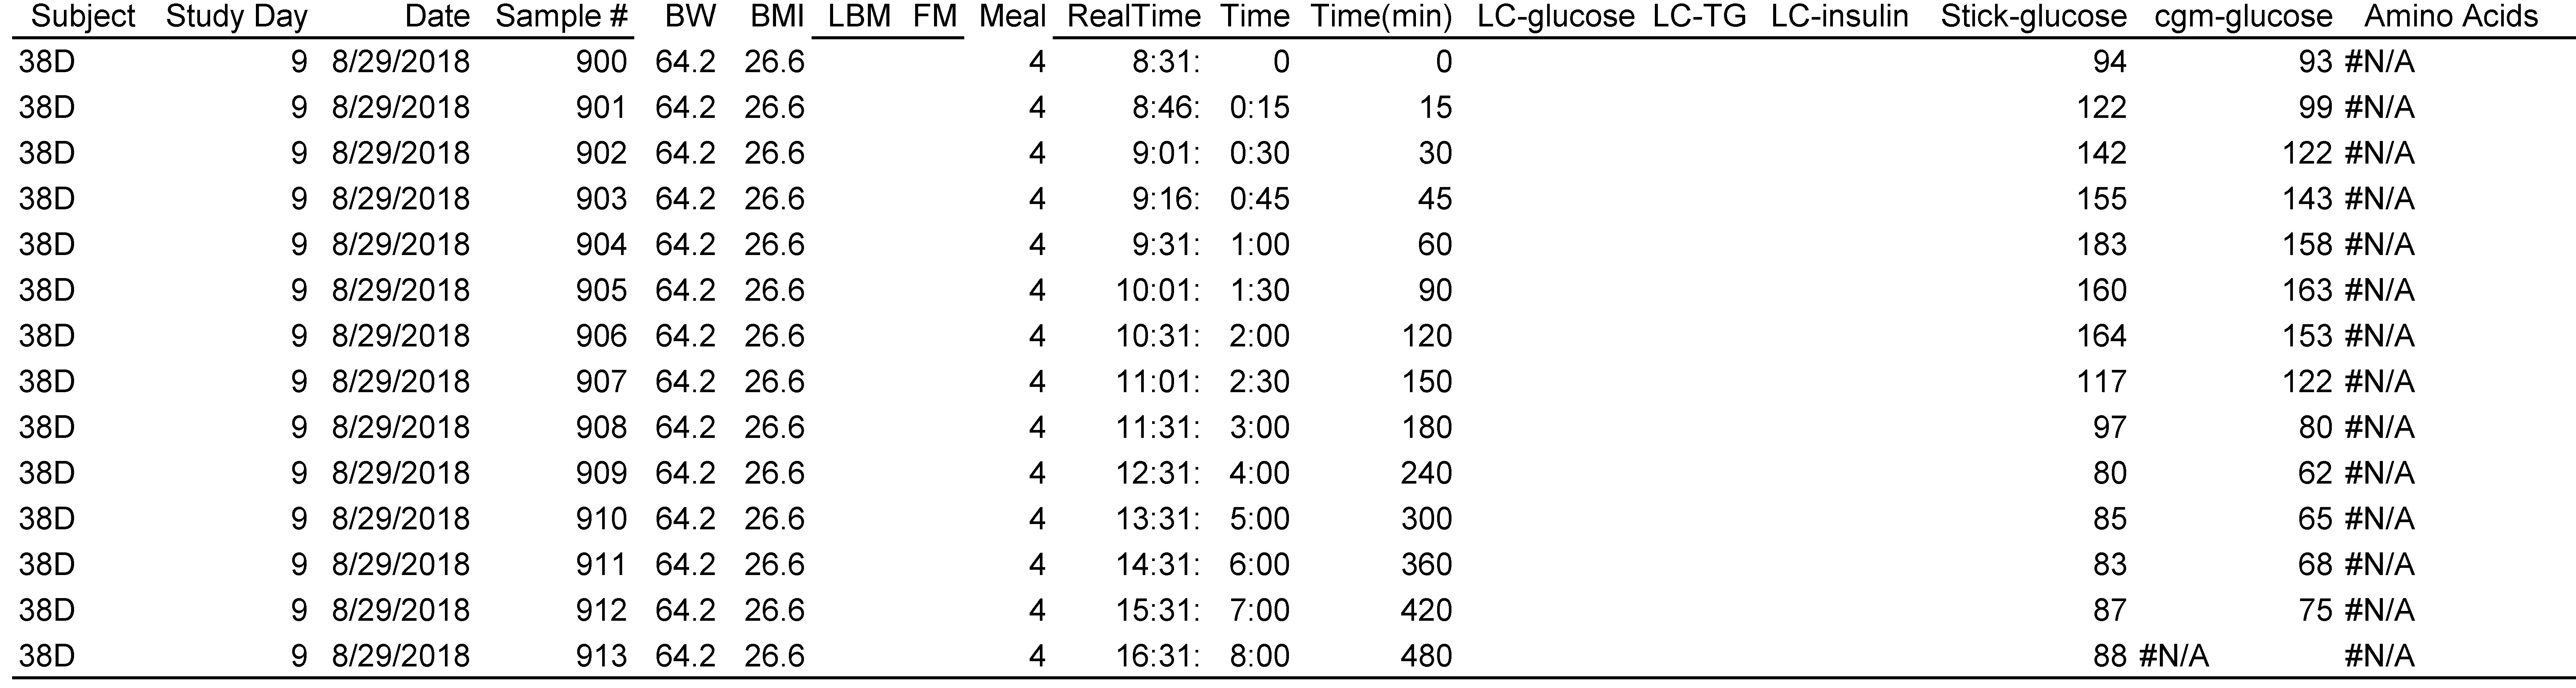 Subject Study Day Date Sample # BW BMI LBM FM Meal RealTime Time Time(min) LC-glucose LC-TG LC-insulin Stick-glucose cgm-glucose Amino Acids
38D 9 8/29/2018 900 64.2 26.6 4 8:31: 0 0 94 93 #N/A
38D 9 8/29/2018 901 64.2 26.6 4 8:46: 0:15 15 122 99 #N/A
38D 9 8/29/2018 902 64.2 26.6 4 9:01: 0:30 30 142 122 #N/A
38D 9 8/29/2018 903 64.2 26.6 4 9:16: 0:45 45 155 143 #N/A
38D 9 8/29/2018 904 64.2 26.6 4 9:31: 1:00 60 183 158 #N/A
38D 9 8/29/2018 905 64.2 26.6 4 10:01: 1:30 90 160 163 #N/A
38D 9 8/29/2018 906 64.2 26.6 4 10:31: 2:00 120 164 153 #N/A
38D 9 8/29/2018 907 64.2 26.6 4 11:01: 2:30 150 117 122 #N/A
38D 9 8/29/2018 908 64.2 26.6 4 11:31: 3:00 180 97 80 #N/A
38D 9 8/29/2018 909 64.2 26.6 4 12:31: 4:00 240 80 62 #N/A
38D 9 8/29/2018 910 64.2 26.6 4 13:31: 5:00 300 85 65 #N/A
38D 9 8/29/2018 911 64.2 26.6 4 14:31: 6:00 360 83 68 #N/A
38D 9 8/29/2018 912 64.2 26.6 4 15:31: 7:00 420 87 75 #N/A
38D 9 8/29/2018 913 64.2 26.6 4 16:31: 8:00 480 88 #N/A #N/A